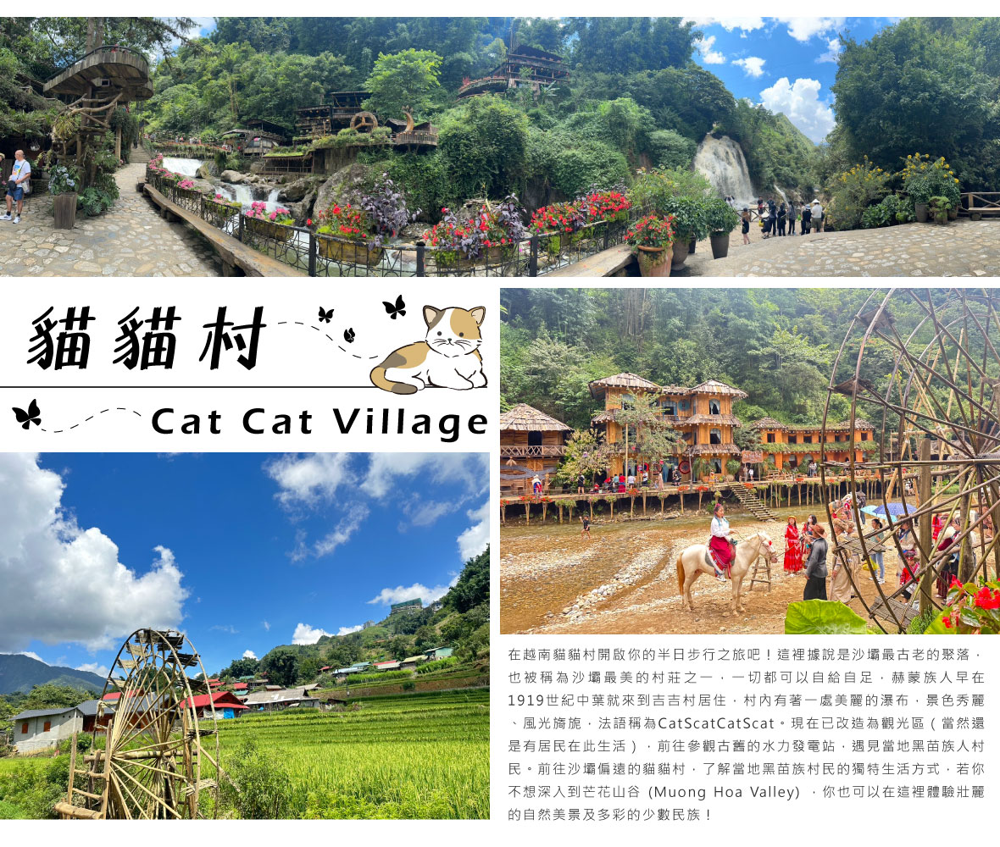 貓貓村
Cat Cat Village
在越南貓貓村開啟你的半日步行之旅吧！這裡據說是沙壩最古老的聚落，
也被稱為沙壩最美的村莊之一，一切都可以自給自足，赫蒙族人早在
1919世紀中葉就來到吉吉村居住，村內有著一處美麗的瀑布，景色秀麗
、風光旖旎，法語稱為CatScatCatScat。現在已改造為觀光區（當然還
是有居民在此生活），前往參觀古舊的水力發電站，遇見當地黑苗族人村
民。前往沙壩偏遠的貓貓村，了解當地黑苗族村民的獨特生活方式，若你
不想深入到芒花山谷 (Muong Hoa Valley) ，你也可以在這裡體驗壯麗
的自然美景及多彩的少數民族！